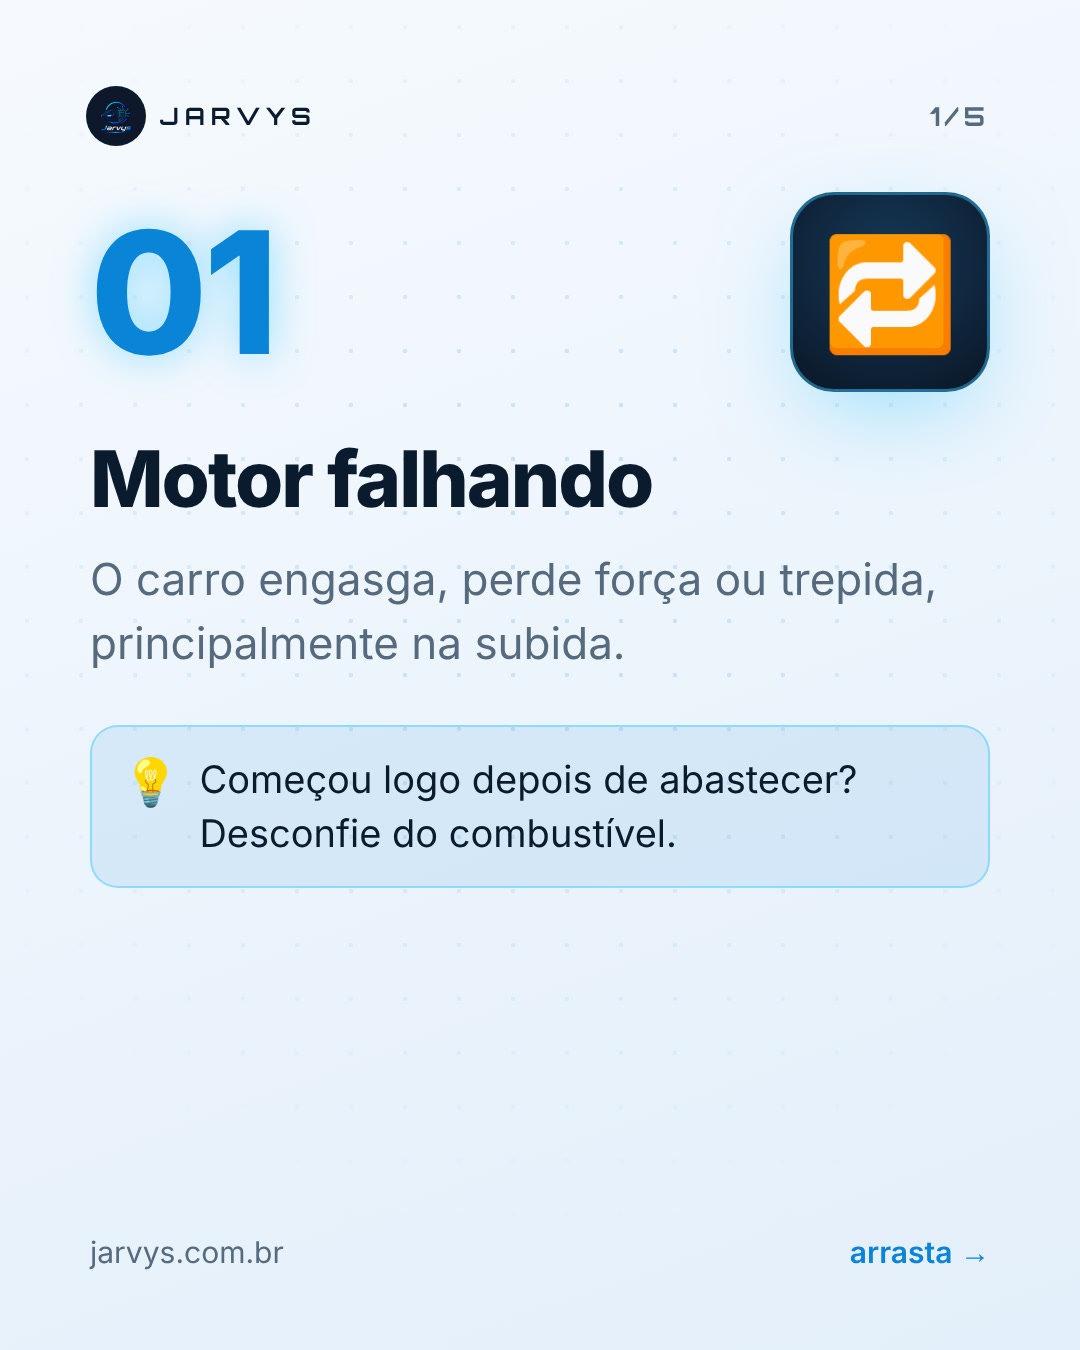 Jarvys
JARVYS
1/5
01
Motor falhando
O carro engasga, perde força ou trepida,
principalmente na subida.
Começou logo depois de abastecer?
Desconfie do combustível.
jarvys.com.br
arrasta →